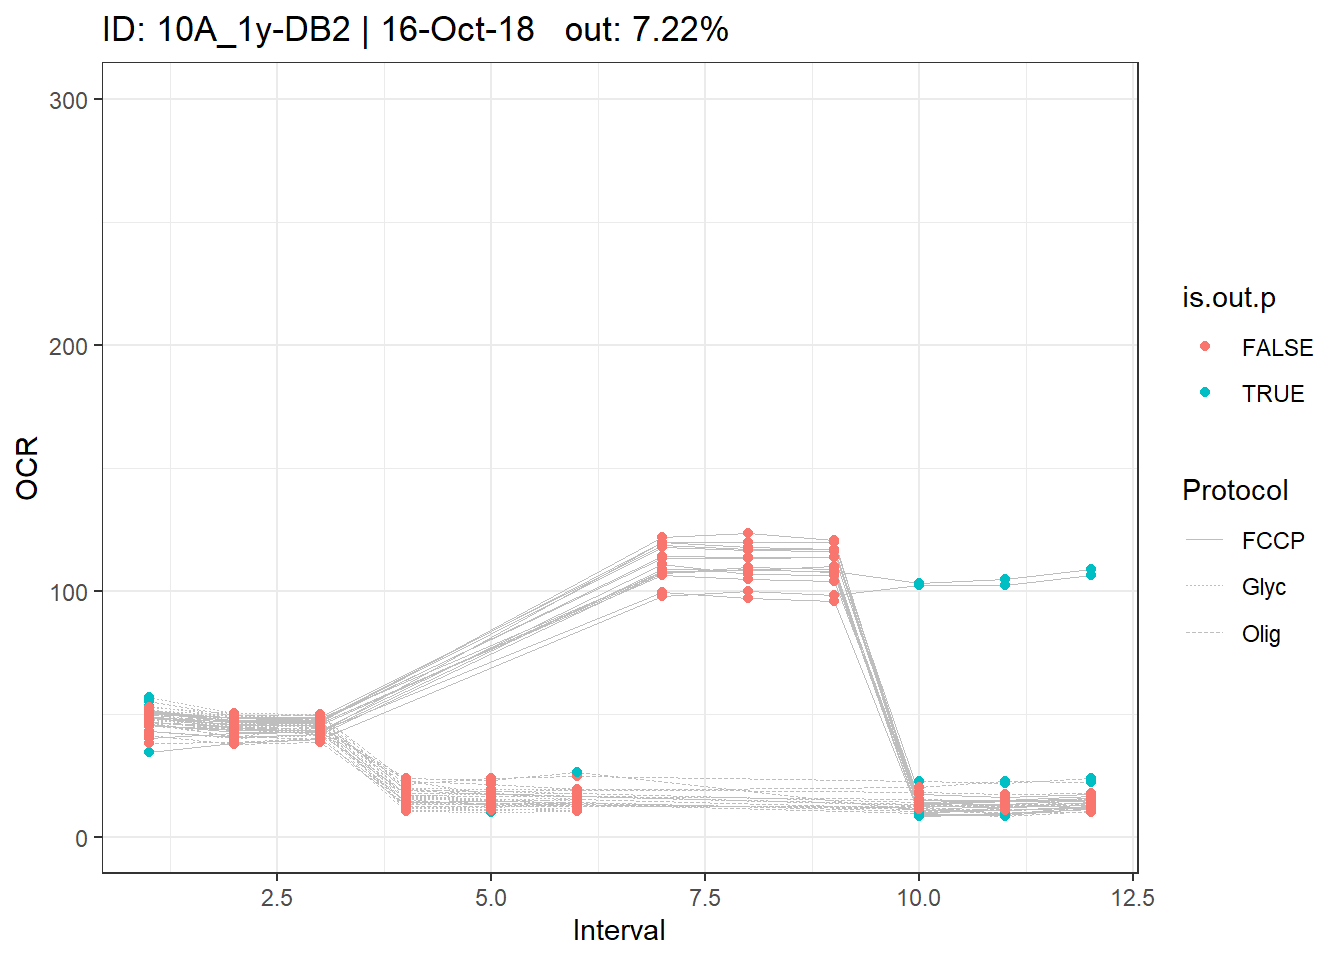 ID: 10A_1y-DB2 | 16-Oct-18   out: 7.22%
300
200
100
0
OCR
2.5
5.0
7.5
10.0
12.5
Interval
is.out.p
FALSE
TRUE
Protocol
FCCP
Glyc
Olig